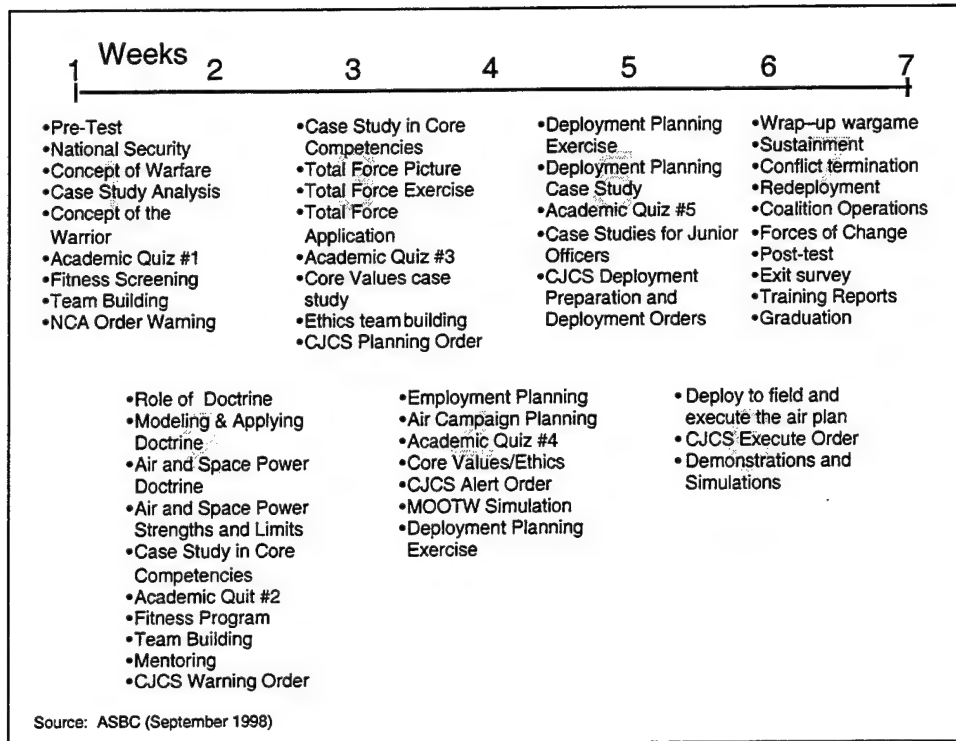 Weeks
1 2 3 4 5 6 7
•Pre-Test
•National Security
•Concept of Warfare
•Case Study Analysis
•Concept of the
Warrior
•Academic Quiz #1
•Fitness Screening
•Team Building
•NCA Order Warning
•Case Study in Core
Competencies
•Total Force Picture
•Total Force Exercise
•Total Force
Application
•Academic Quiz #3
•Core Values case
study
•Ethics team building
•CJCS Planning Order
•Deployment Planning
Exercise
•Deployment Planning
Case Study
•Academic Quiz #5
•Case Studies for Junior
Officers
•CJCS Deployment
Preparation and
Deployment Orders
•Wrap–up wargame
•Sustainment
•Conflict termination
•Redeployment
•Coalition Operations
•Forces of Change
•Post-test
•Exit survey
•Training Reports
•Graduation
•Role of Doctrine
•Modeling & Applying
Doctrine
•Air and Space Power
Doctrine
•Air and Space Power
Strengths and Limits
•Case Study in Core
Competencies
•Academic Quit #2
•Fitness Program
•Team Building
•Mentoring
•CJCS Warning Order
•Employment Planning
•Air Campaign Planning
•Academic Quiz #4
•Core Values/Ethics
•CJCS Alert Order
•MOOTW Simulation
•Deployment Planning
Exercise
• Deploy to field and
execute the air plan
• CJCS Execute Order
• Demonstrations and
Simulations
Source: ASBC (September 1998)